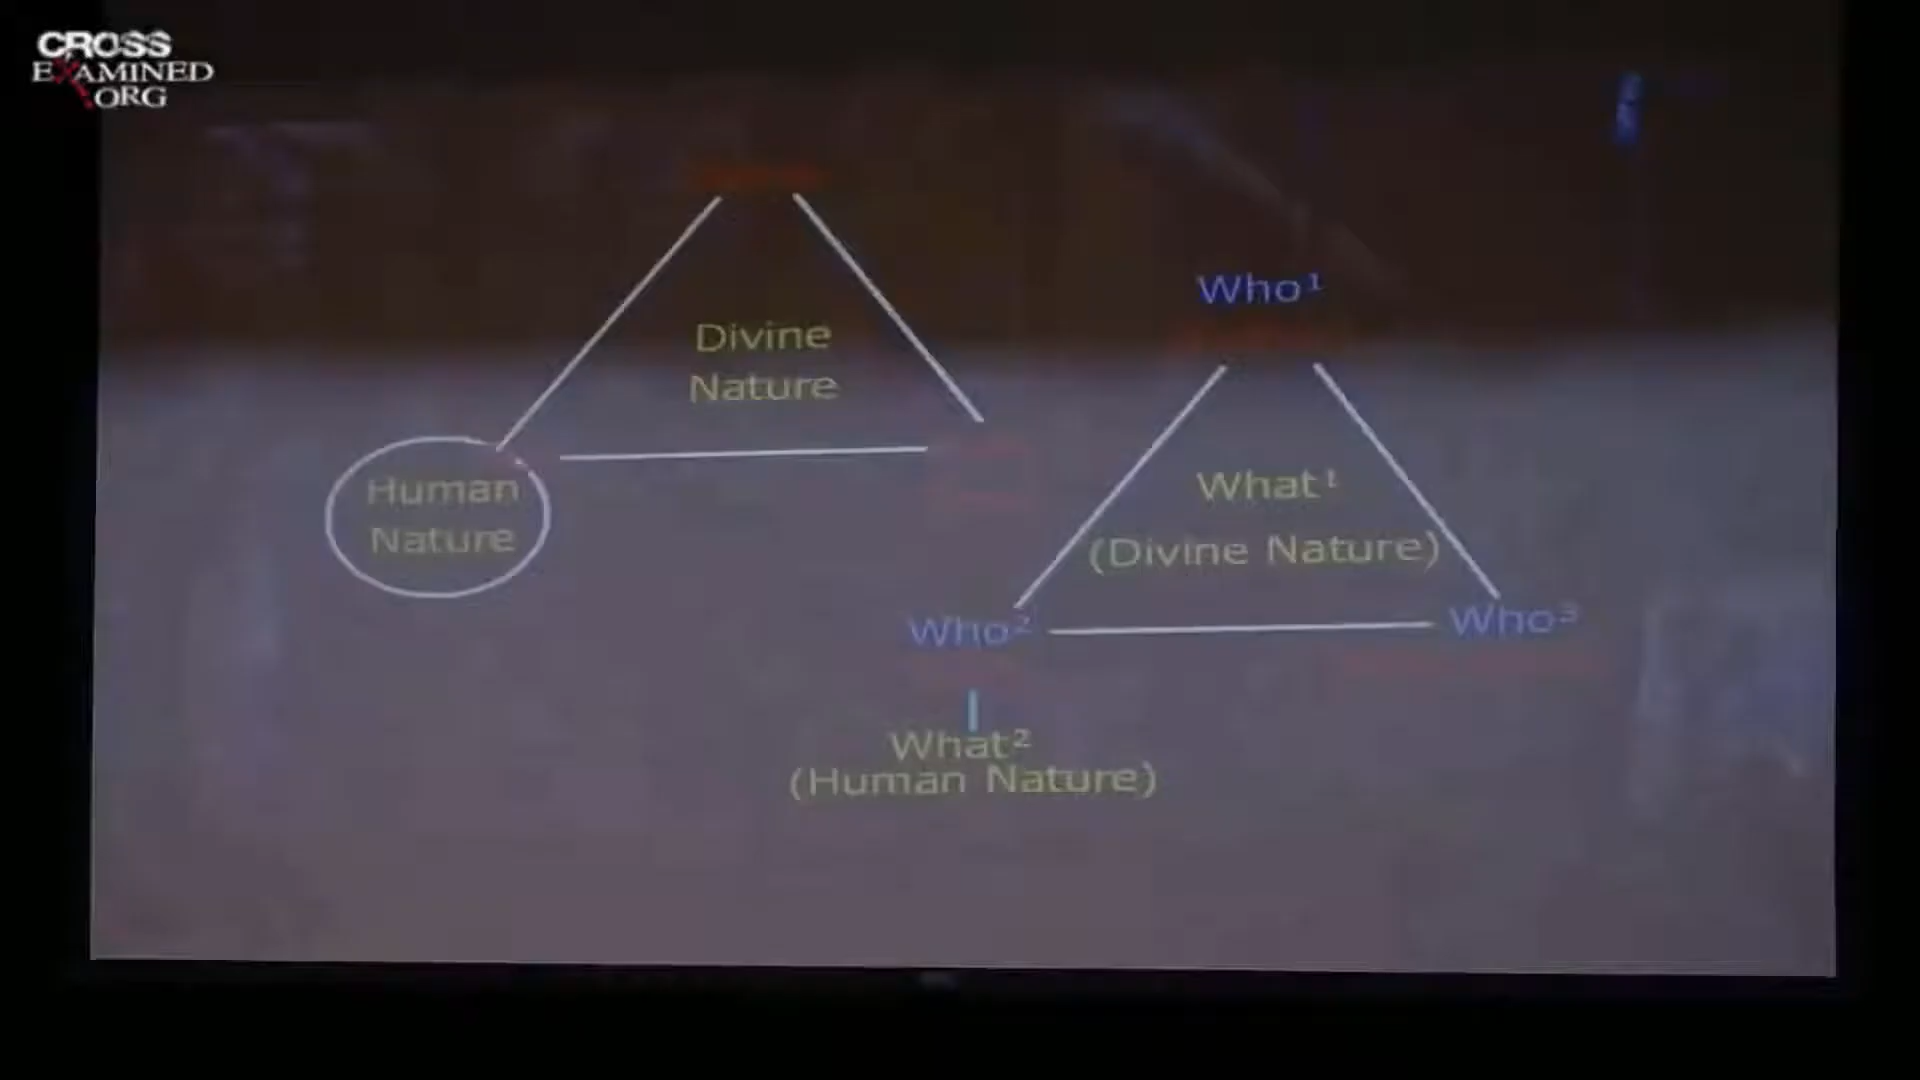 CROSS
EXAMINED
.ORG
Divine
Nature
Human
Nature
Who¹
What¹
(Divine Nature)
Who²
Who³
What²
(Human Nature)